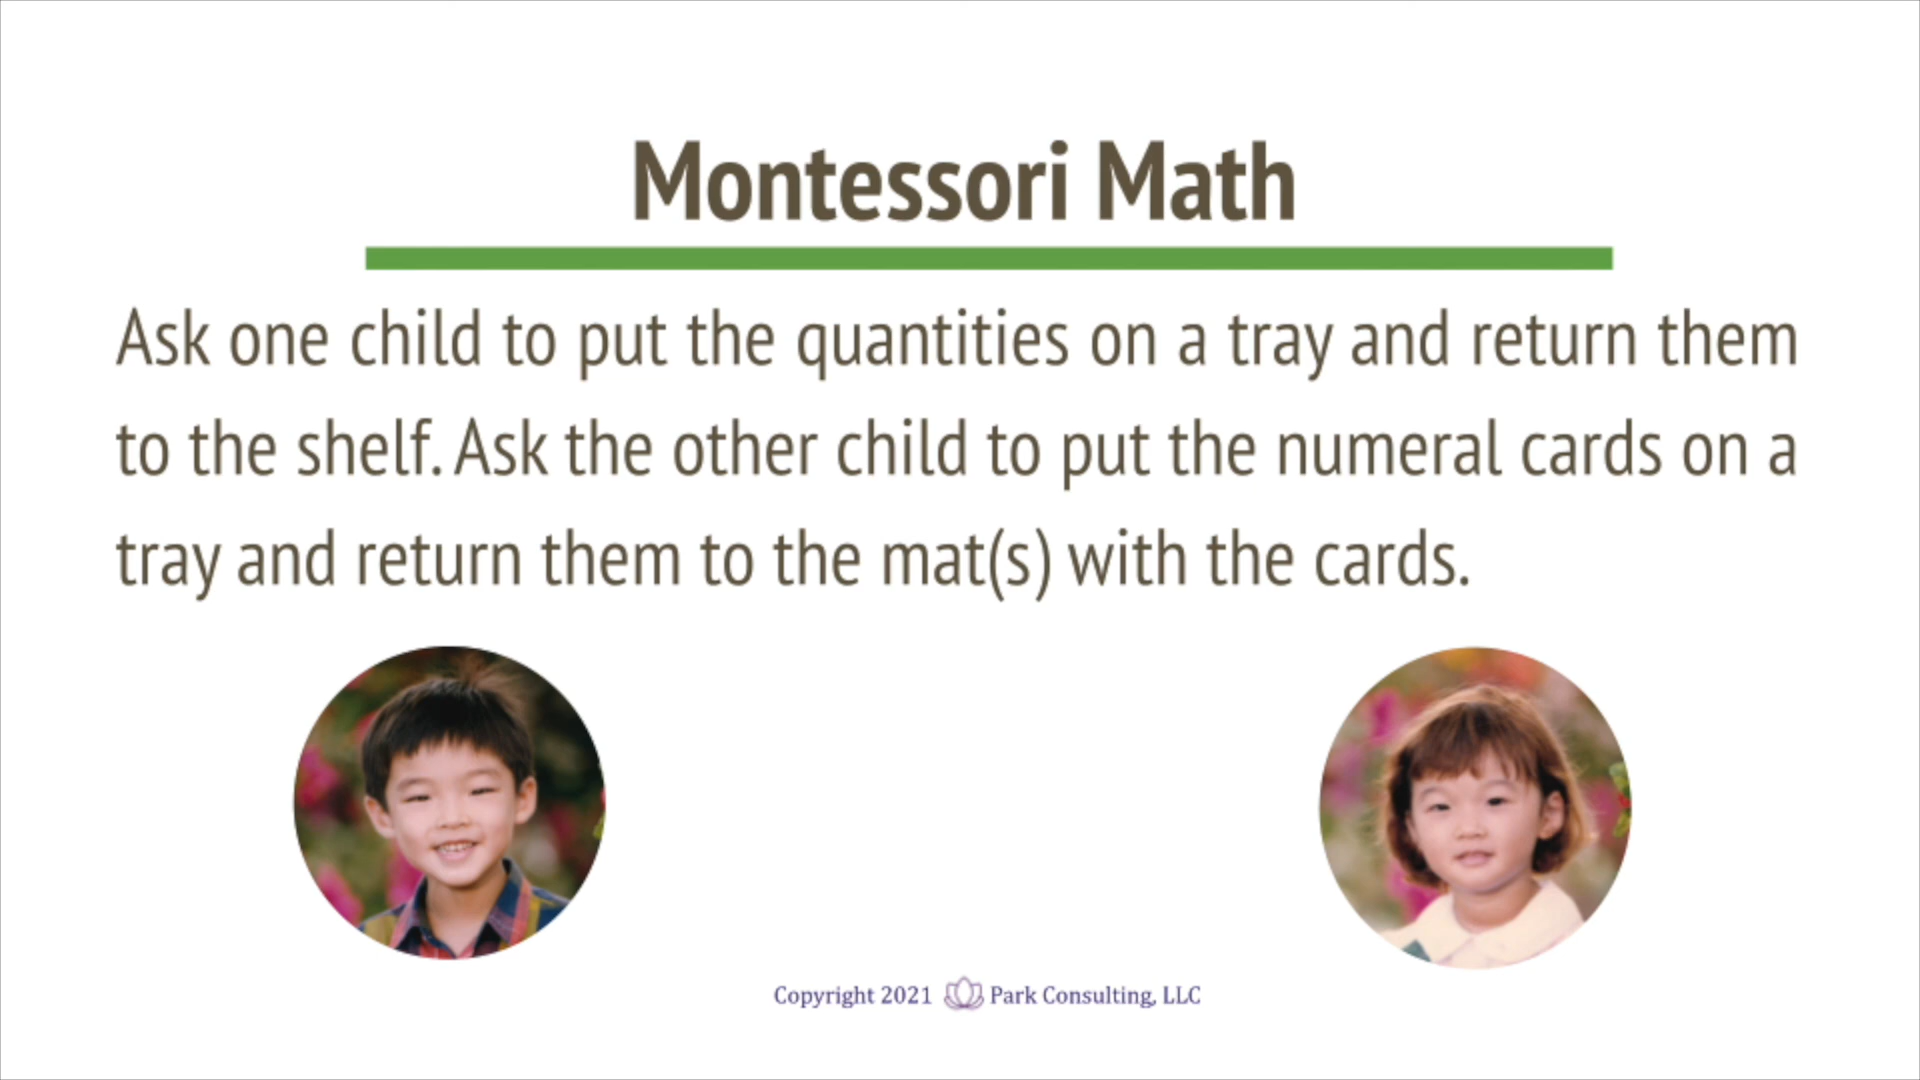 Montessori Math
Ask one child to put the quantities on a tray and return them
to the shelf. Ask the other child to put the numeral cards on a
tray and return them to the mat(s) with the cards.
Copyright 2021 Park Consulting, LLC